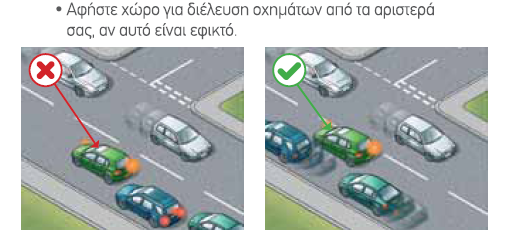 • Αφήστε χώρο για διέλευση οχημάτων από τα αριστερά
σας, αν αυτό είναι εφικτό.